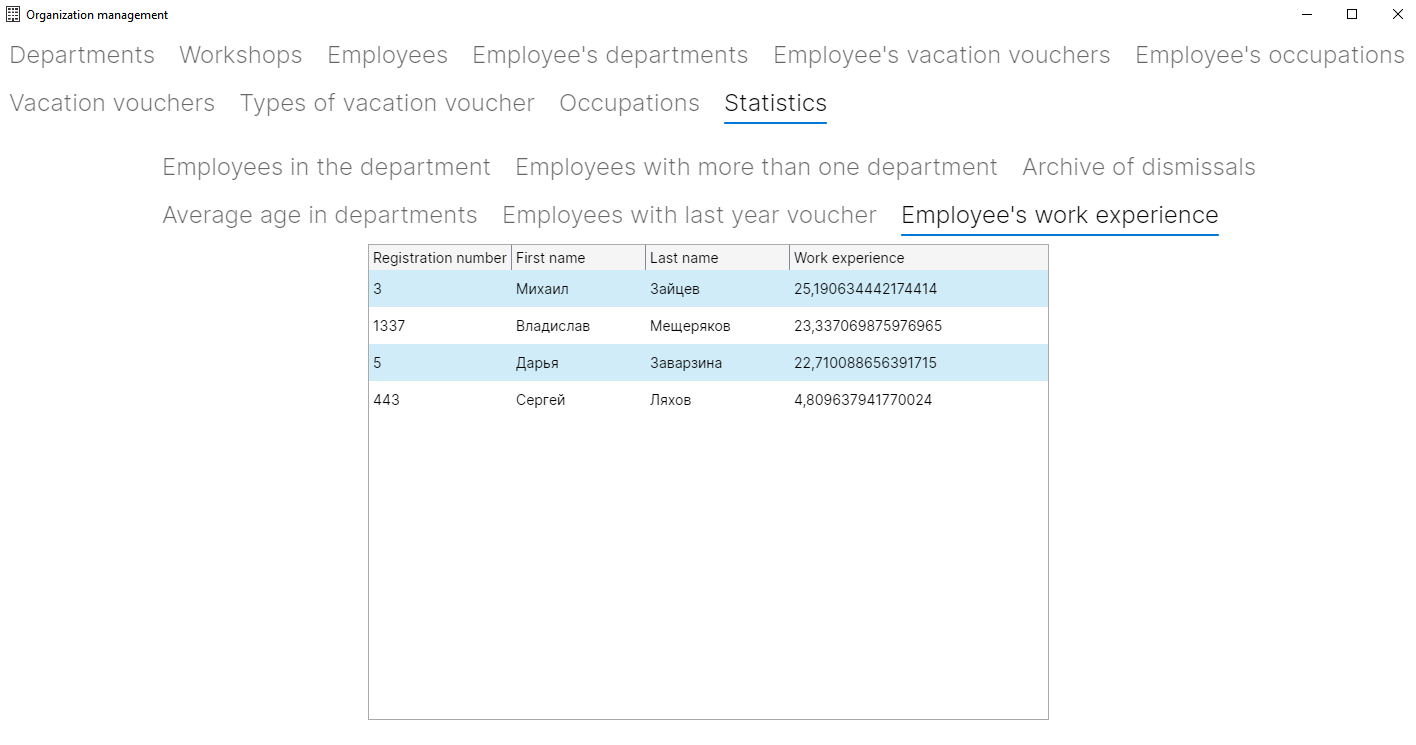 Organization management
Departments Workshops Employees Employee's departments Employee's vacation vouchers Employee's occupations
Vacation vouchers Types of vacation voucher Occupations Statistics
Employees in the department Employees with more than one department Archive of dismissals
Average age in departments Employees with last year voucher Employee's work experience
Registration number First name Last name Work experience
3 Михаил Зайцев 25,190634442174414
1337 Владислав Мещеряков 23,337069875976965
5 Дарья Заварзина 22,710088656391715
443 Сергей Ляхов 4,809637941770024